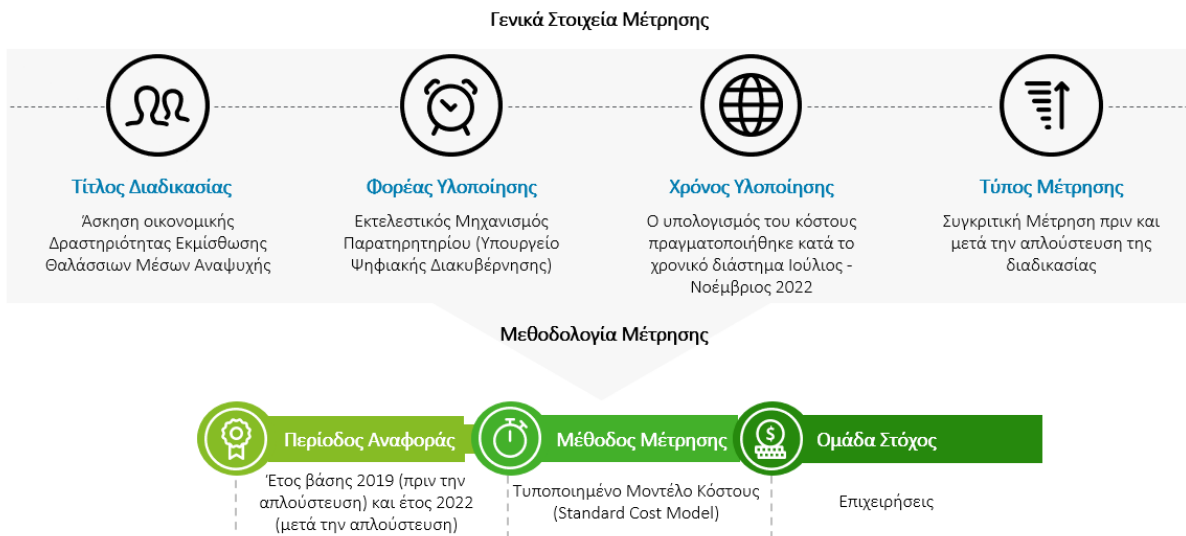 Γενικά Στοιχεία Μέτρησης
Τίτλος Διαδικασίας
Άσκηση οικονομικής
Δραστηριότητας Εκμίσθωσης
Θαλάσσιων Μέσων Αναψυχής
Φορέας Υλοποίησης
Εκτελεστικός Μηχανισμός
Παρατηρητηρίου (Υπουργείο
Ψηφιακής Διακυβέρνησης)
Χρόνος Υλοποίησης
Ο υπολογισμός του κόστους
πραγματοποιήθηκε κατά το
χρονικό διάστημα Ιούλιος -
Νοέμβριος 2022
Τύπος Μέτρησης
Συγκριτική Μέτρηση πριν και
μετά την απλούστευση της
διαδικασίας
Μεθοδολογία Μέτρησης
Περίοδος Αναφοράς
Έτος βάσης 2019 (πριν την
απλούστευση) και έτος 2022
(μετά την απλούστευση)
Μέθοδος Μέτρησης
Τυποποιημένο Μοντέλο Κόστους
(Standard Cost Model)
$
Ομάδα Στόχος
Επιχειρήσεις